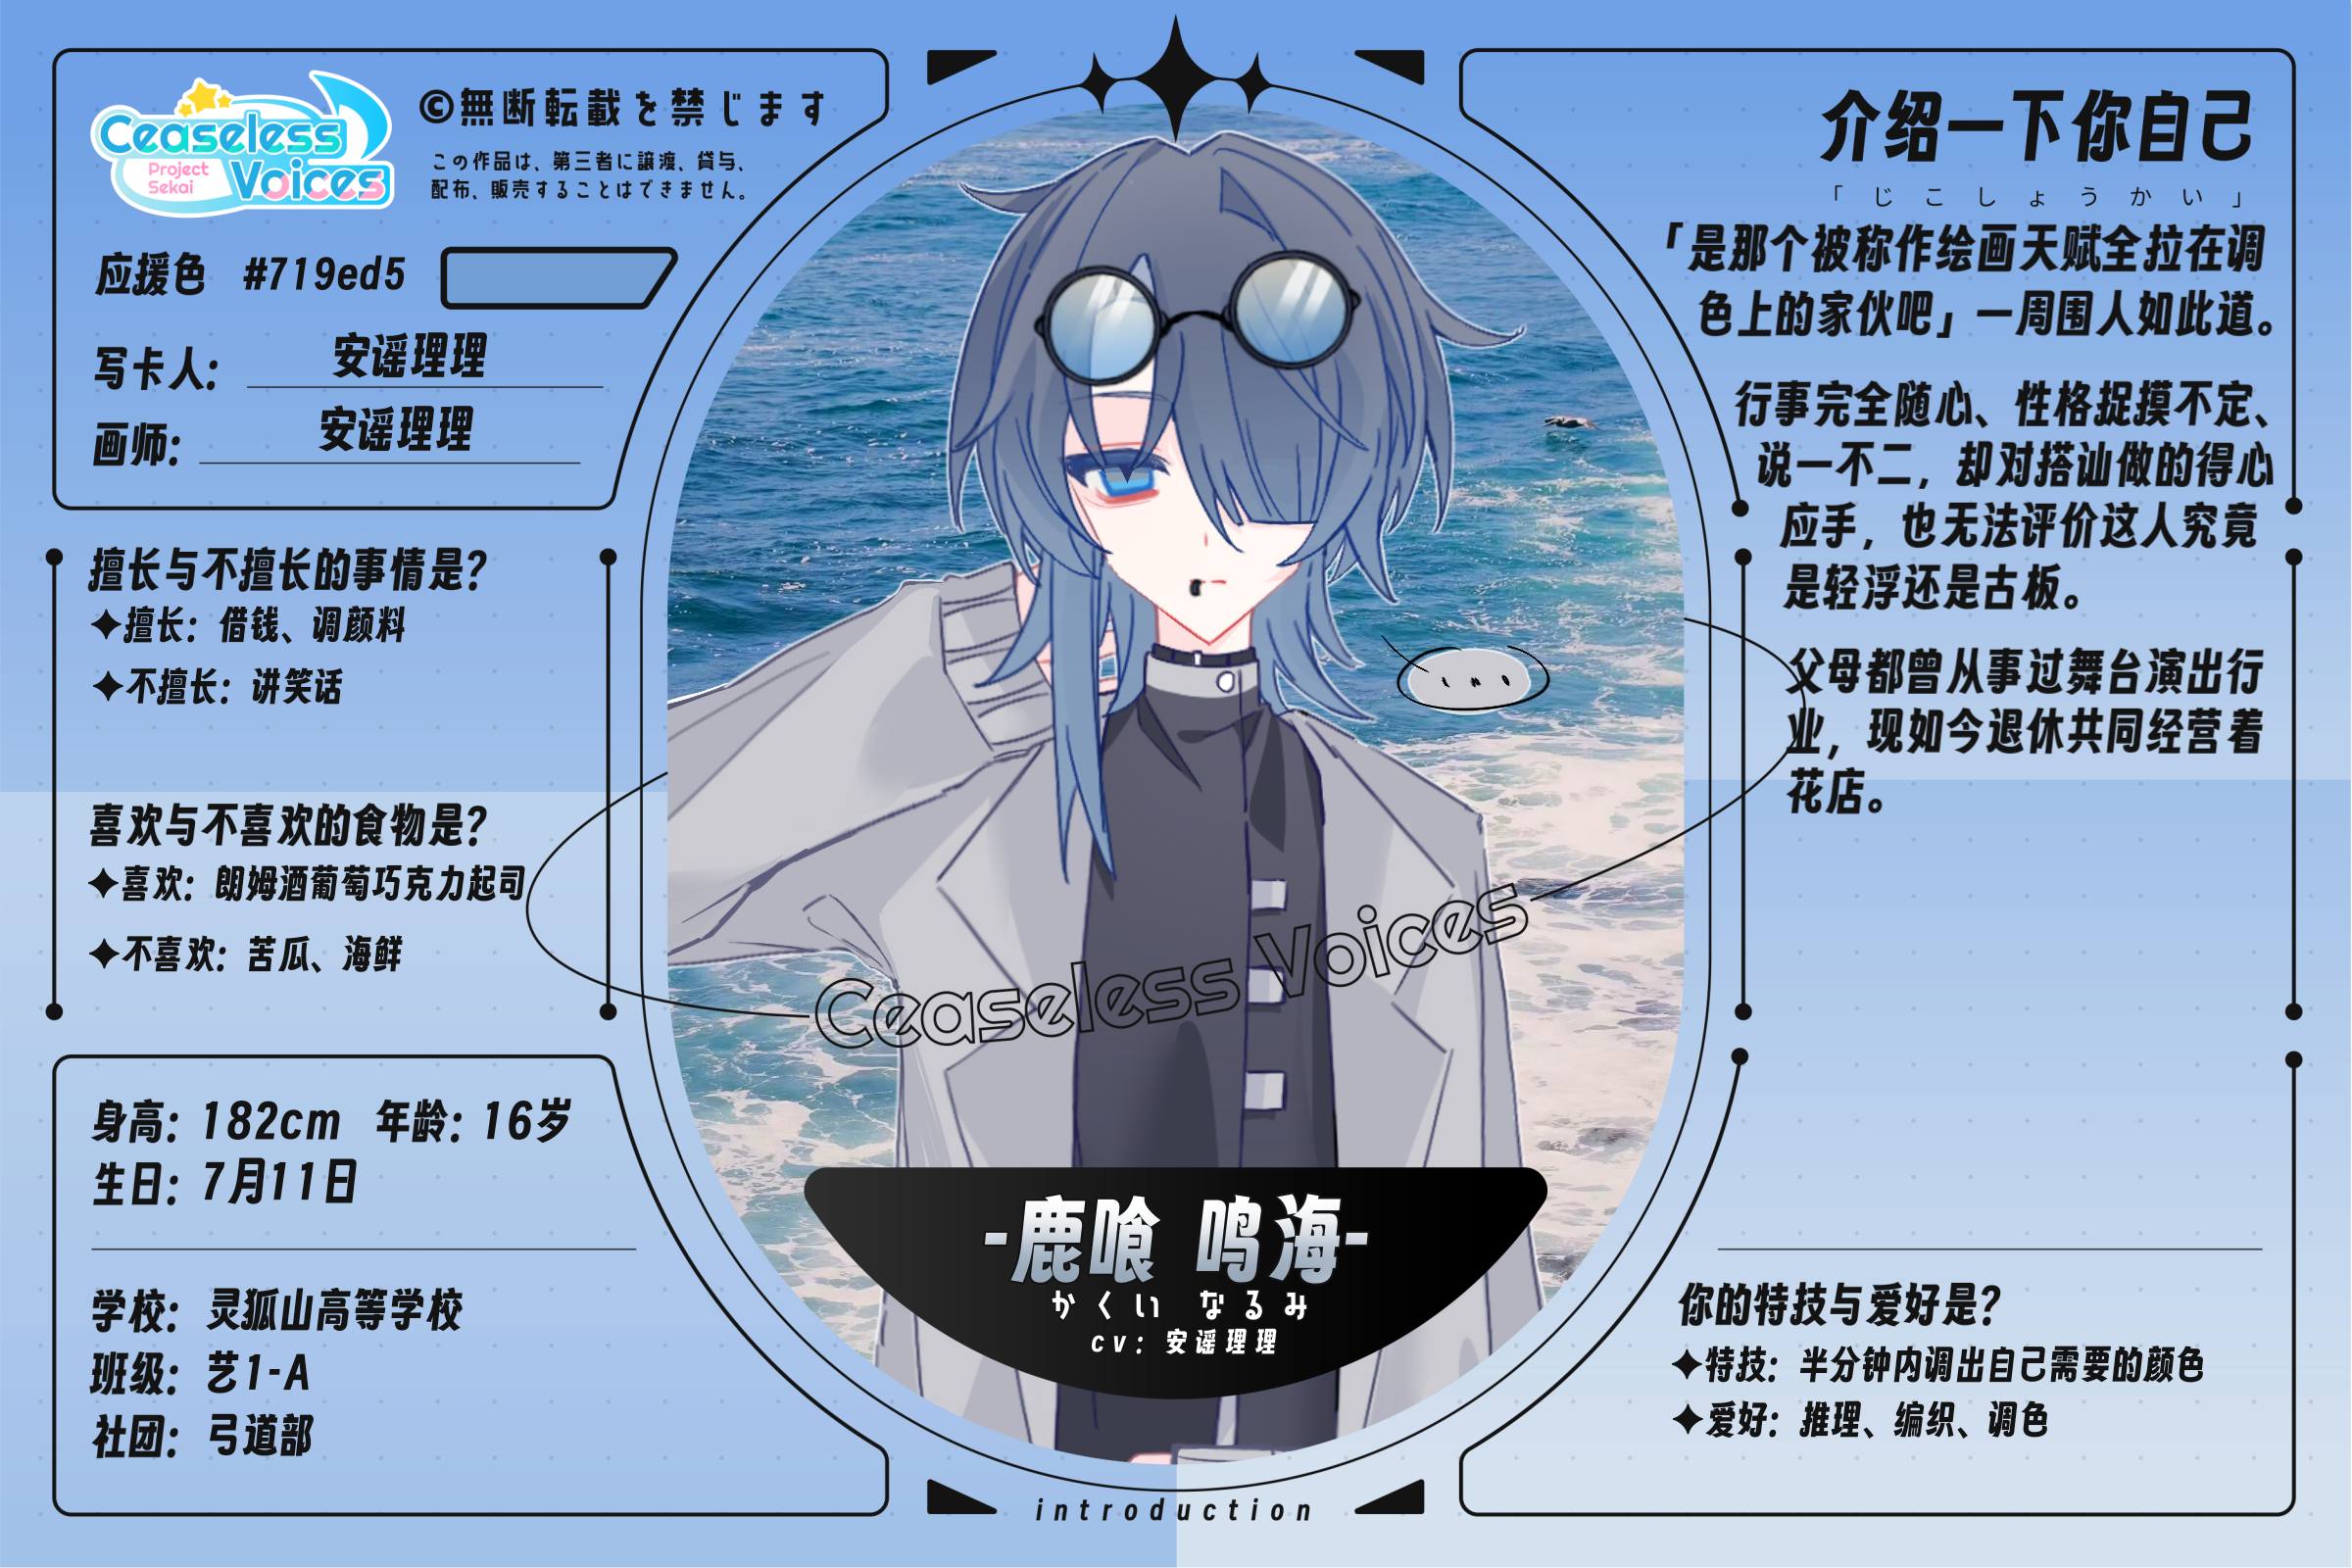 Ceaseless
Project
Sekai
Voices
©無断転載を禁じます
この作品は、第三者に譲渡、貸与、
配布、販売することはできません。
应援色 #719ed5
写卡人: 安谣理理
画师: 安谣理理
擅长与不擅长的事情是?
✦擅长: 借钱、调颜料
✦不擅长: 讲笑话
喜欢与不喜欢的食物是?
✦喜欢: 朗姆酒葡萄巧克力起司
✦不喜欢: 苦瓜、海鲜
身高: 182cm 年龄: 16岁
生日: 7月11日
学校: 灵狐山高等学校
班级: 艺1-A
社团: 弓道部
Ceaseless Voices
-鹿喰 鸣海-
かくい なるみ
cv: 安谣理理
introduction
介绍一下你自己
「じこしょうかい」
「是那个被称作绘画天赋全拉在调
色上的家伙吧」一周围人如此道。
行事完全随心、性格捉摸不定、
说一不二, 却对搭讪做的得心
应手, 也无法评价这人究竟
是轻浮还是古板。
父母都曾从事过舞台演出行
业, 现如今退休共同经营着
花店。
你的特技与爱好是?
✦特技: 半分钟内调出自己需要的颜色
✦爱好: 推理、编织、调色